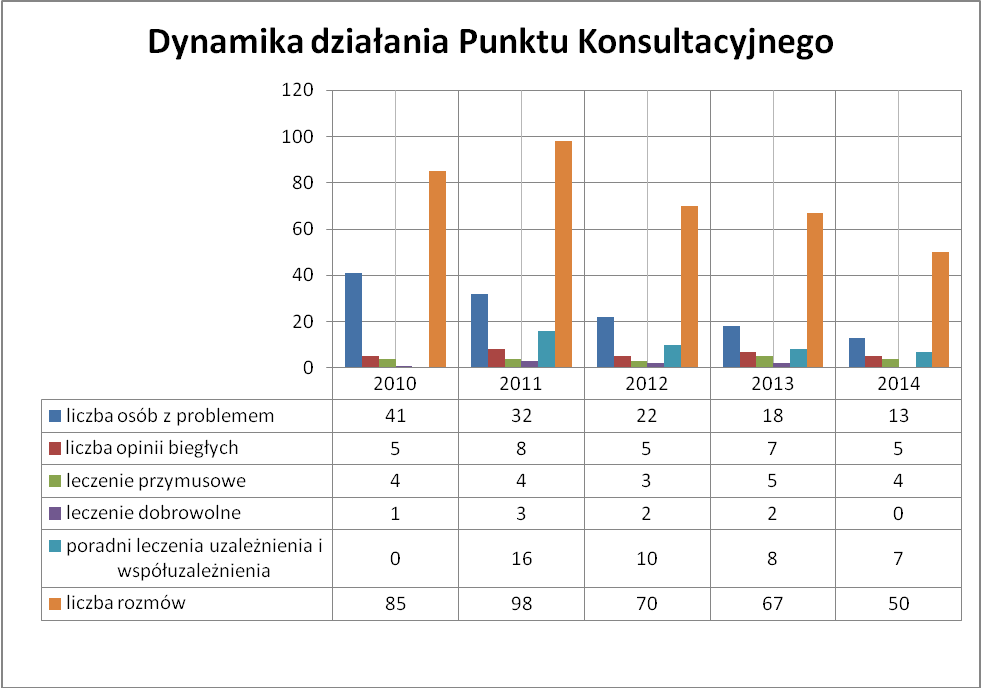 Dynamika działania Punktu Konsultacyjnego
120
100
80
60
40
20
0
2010 2011 2012 2013 2014
liczba osób z problemem 41 32 22 18 13
liczba opinii biegłych 5 8 5 7 5
leczenie przymusowe 4 4 3 5 4
leczenie dobrowolne 1 3 2 2 0
poradni leczenia uzależnienia i
współuzależnienia 0 16 10 8 7
liczba rozmów 85 98 70 67 50